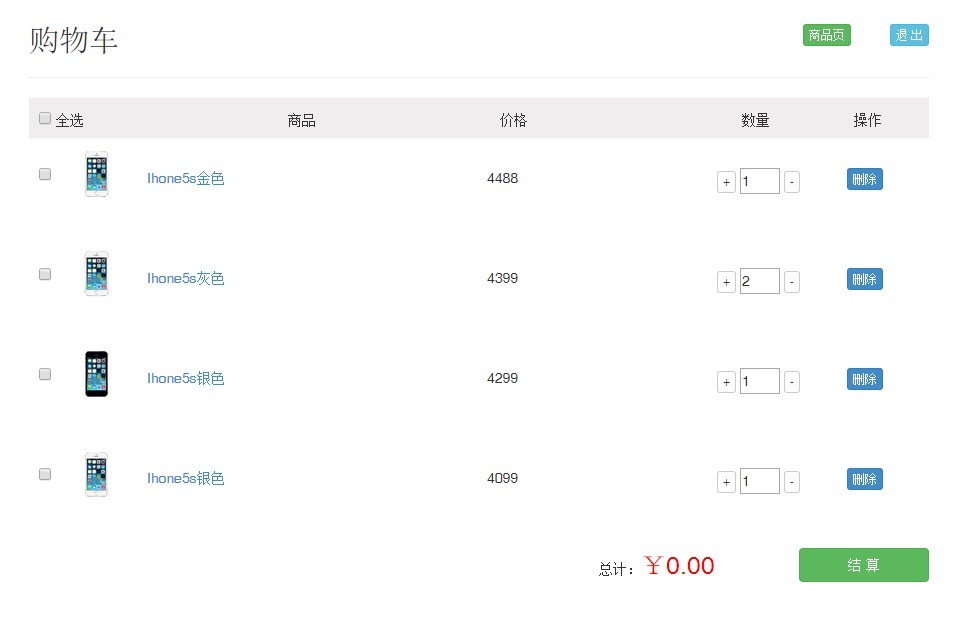 购物车 商品页 退 出
全选 商品 价格 数量 操作
Ihone5s金色 4488 + 1 - 删除
Ihone5s灰色 4399 + 2 - 删除
Ihone5s银色 4299 + 1 - 删除
Ihone5s银色 4099 + 1 - 删除
总计：￥0.00 结 算